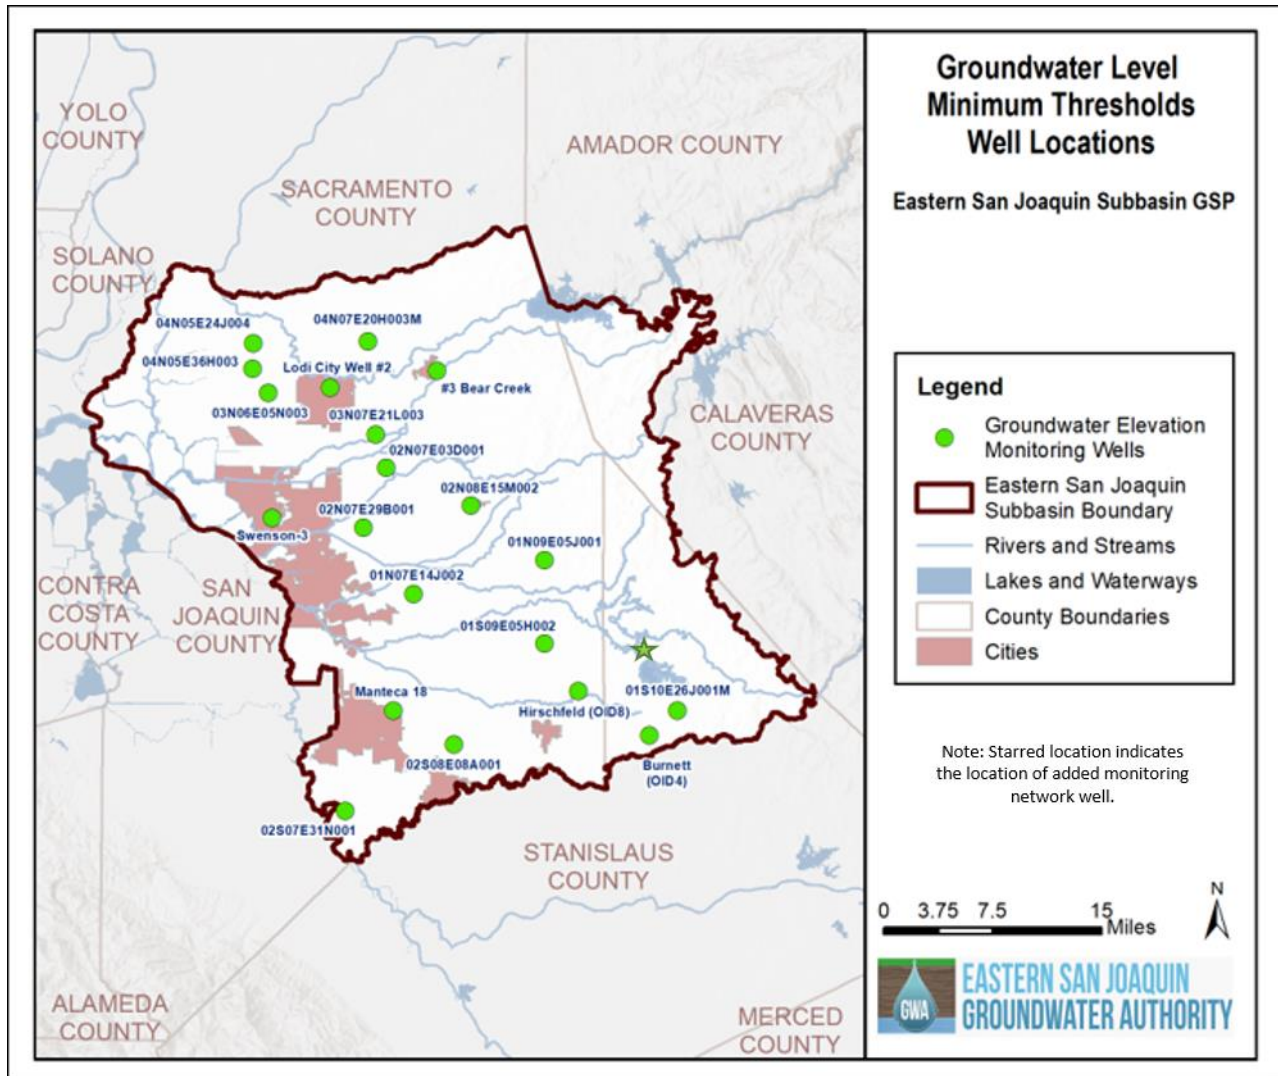 YOLO
COUNTY
AMADOR COUNTY
SACRAMENTO
COUNTY
SOLANO
COUNTY
04N05E24J004
04N07E20H003M
04N05E36H003
Lodi City Well #2
#3 Bear Creek
03N06E05N003
03N07E21L003
CALAVERAS
COUNTY
02N07E03D001
02N08E15M002
02N07E29B001
Swenson-3
01N09E05J001
CONTRA
COSTA
COUNTY
SAN
JOAQUIN
COUNTY
01N07E14J002
01S09E05H002
Manteca 18
01S10E26J001M
Hirschfeld (OID8)
02S08E08A001
Burnett
(OID4)
02S07E31N001
STANISLAUS
COUNTY
ALAMEDA
COUNTY
MERCED
COUNTY
Groundwater Level
Minimum Thresholds
Well Locations
Eastern San Joaquin Subbasin GSP
Legend
Groundwater Elevation
Monitoring Wells
Eastern San Joaquin
Subbasin Boundary
Rivers and Streams
Lakes and Waterways
County Boundaries
Cities
Note: Starred location indicates
the location of added monitoring
network well.
N
0 3.75 7.5 15
Miles
GWA
EASTERN SAN JOAQUIN
GROUNDWATER AUTHORITY